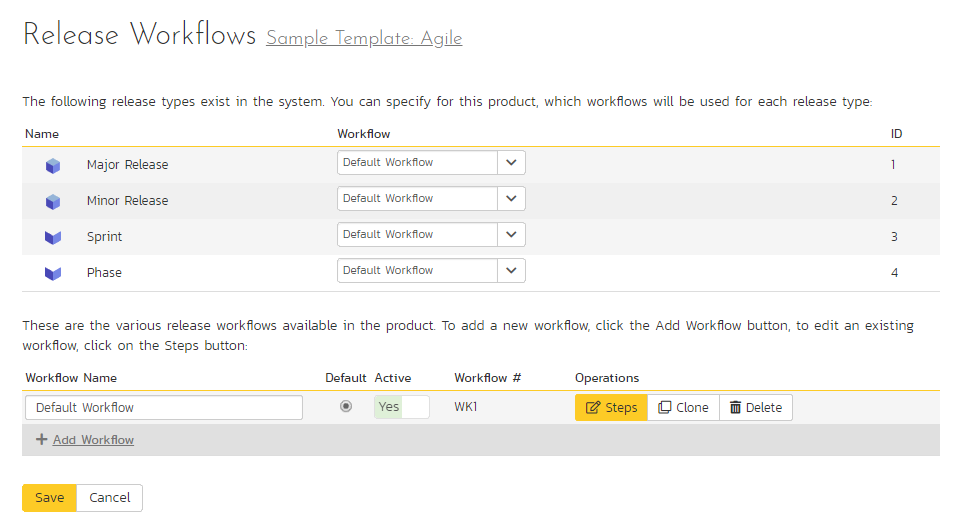 Release Workflows Sample Template: Agile
The following release types exist in the system. You can specify for this product, which workflows will be used for each release type:
Name Workflow ID
Major Release Default Workflow 1
Minor Release Default Workflow 2
Sprint Default Workflow 3
Phase Default Workflow 4
These are the various release workflows available in the product. To add a new workflow, click the Add Workflow button, to edit an existing
workflow, click on the Steps button:
Workflow Name Default Active Workflow # Operations
Default Workflow Yes WK1 Steps Clone Delete
+ Add Workflow
Save Cancel